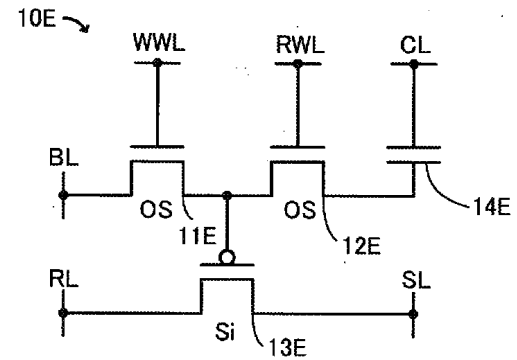 10E
WWL RWL CL
BL
OS 11E OS 12E 14E
RL SL
Si 13E